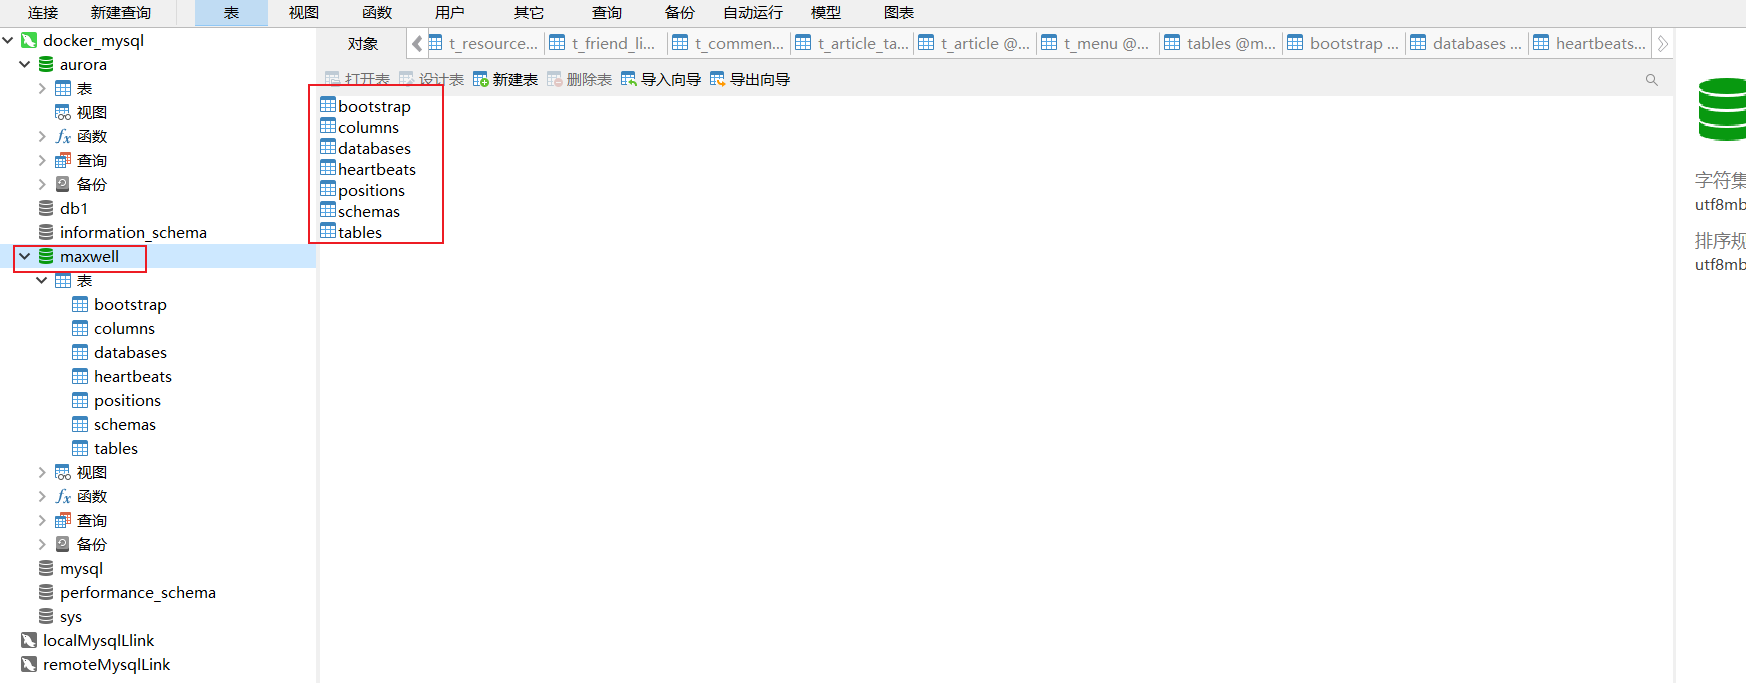 连接 新建查询 表 视图 函数 用户 其它 查询 备份 自动运行 模型 图表
docker_mysql
aurora
表
视图
函数
查询
备份
db1
information_schema
maxwell
表
bootstrap
columns
databases
heartbeats
positions
schemas
tables
视图
函数
查询
备份
mysql
performance_schema
sys
localMysqlLlink
remoteMysqlLink
对象 t_resource... t_friend_li... t_commen... t_article_ta... t_article @... t_menu @... tables @m... bootstrap ... databases ... heartbeats...
打开表 设计表 新建表 删除表 导入向导 导出向导
bootstrap
columns
databases
heartbeats
positions
schemas
tables
字符集
utf8mb
排序规
utf8mb